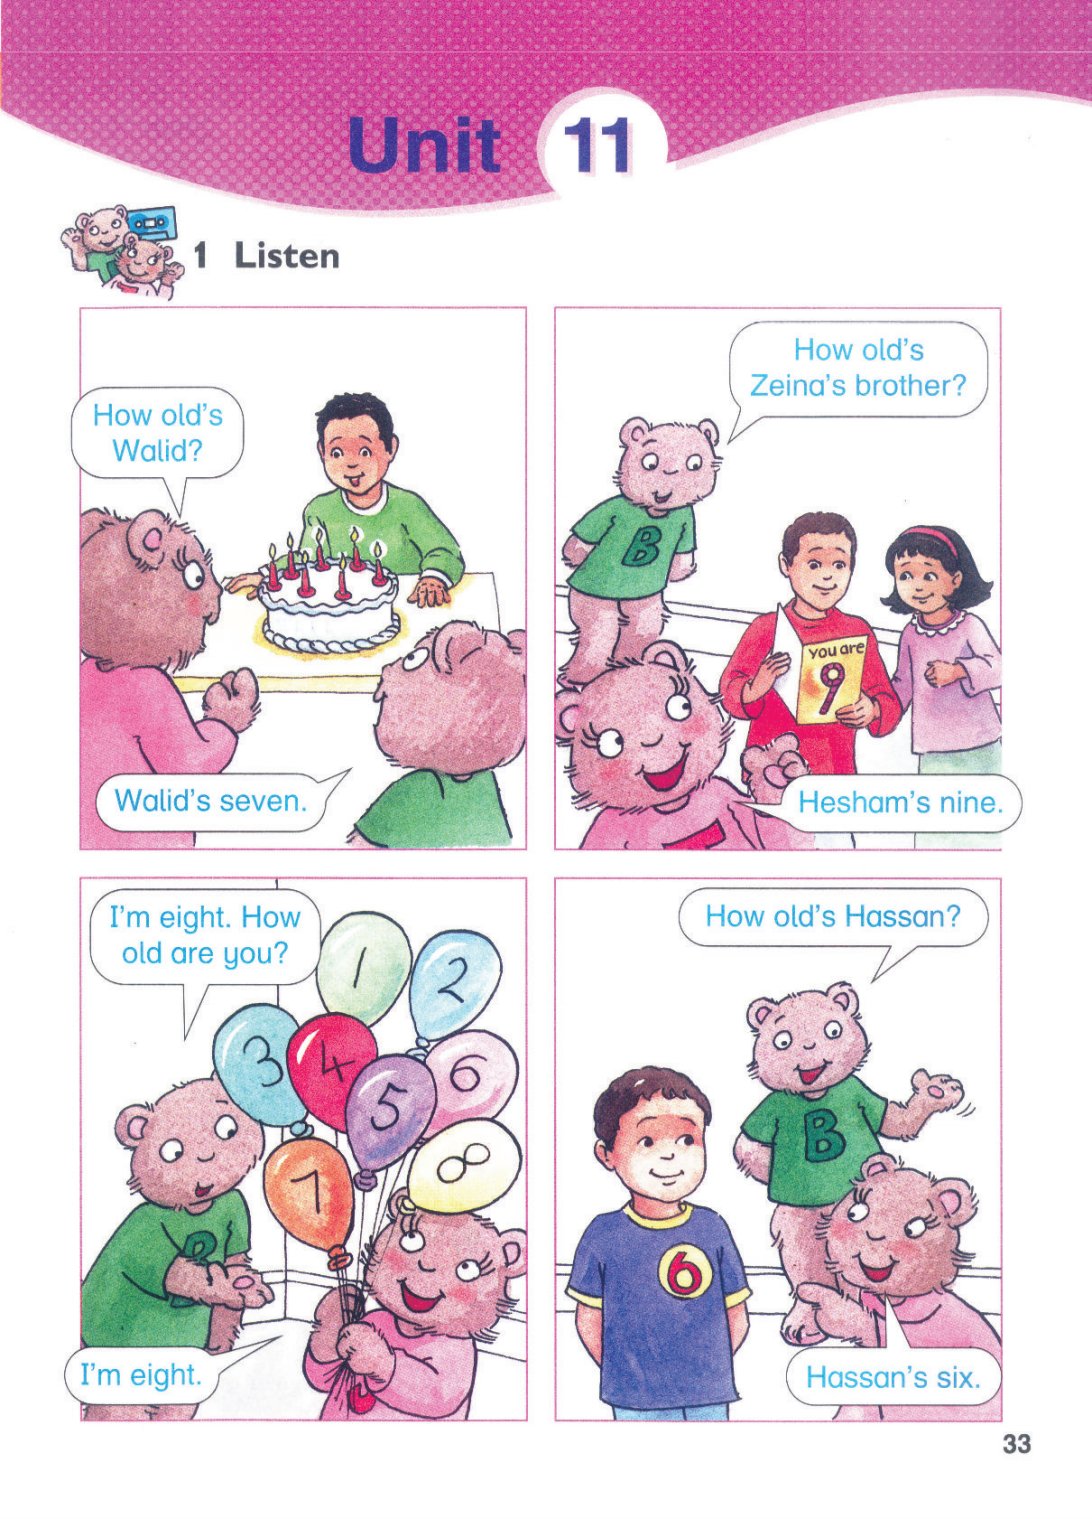 Unit 11
1 Listen
How old's
Walid?
Walid's seven.
How old's
Zeina's brother?
B
you are
9
Hesham's nine.
I'm eight. How
old are you?
1
2
3
4
5
6
7
8
B
I'm eight.
How old's Hassan?
B
6
Hassan's six.
33